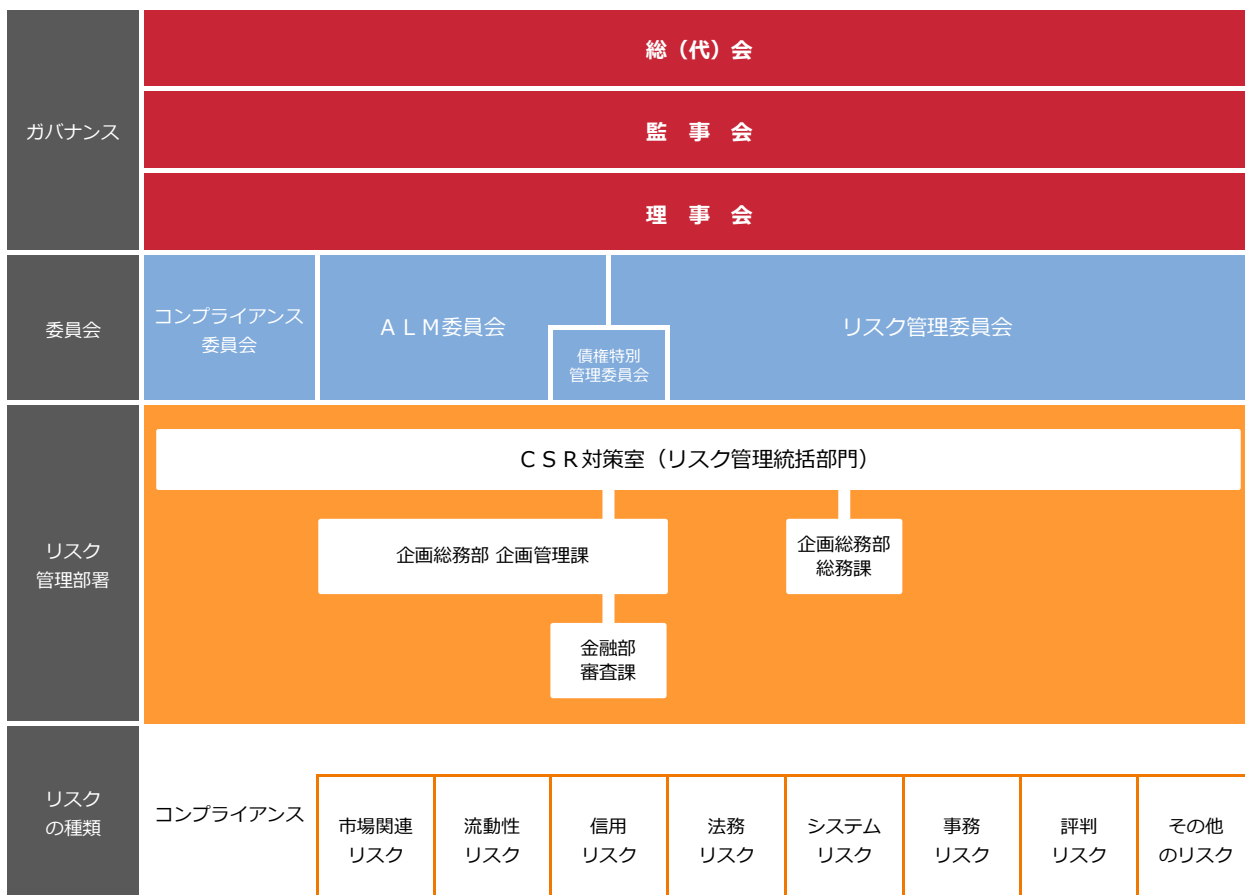 ガバナンス
総（代）会
監　事　会
理　事　会
委員会
コンプライアンス
委員会
ＡＬＭ委員会
債権特別
管理委員会
リスク管理委員会
リスク
管理部署
ＣＳＲ対策室（リスク管理統括部門）
企画総務部 企画管理課
企画総務部
総務課
金融部
審査課
リスク
の種類
コンプライアンス
市場関連
リスク
流動性
リスク
信用
リスク
法務
リスク
システム
リスク
事務
リスク
評判
リスク
その他
のリスク